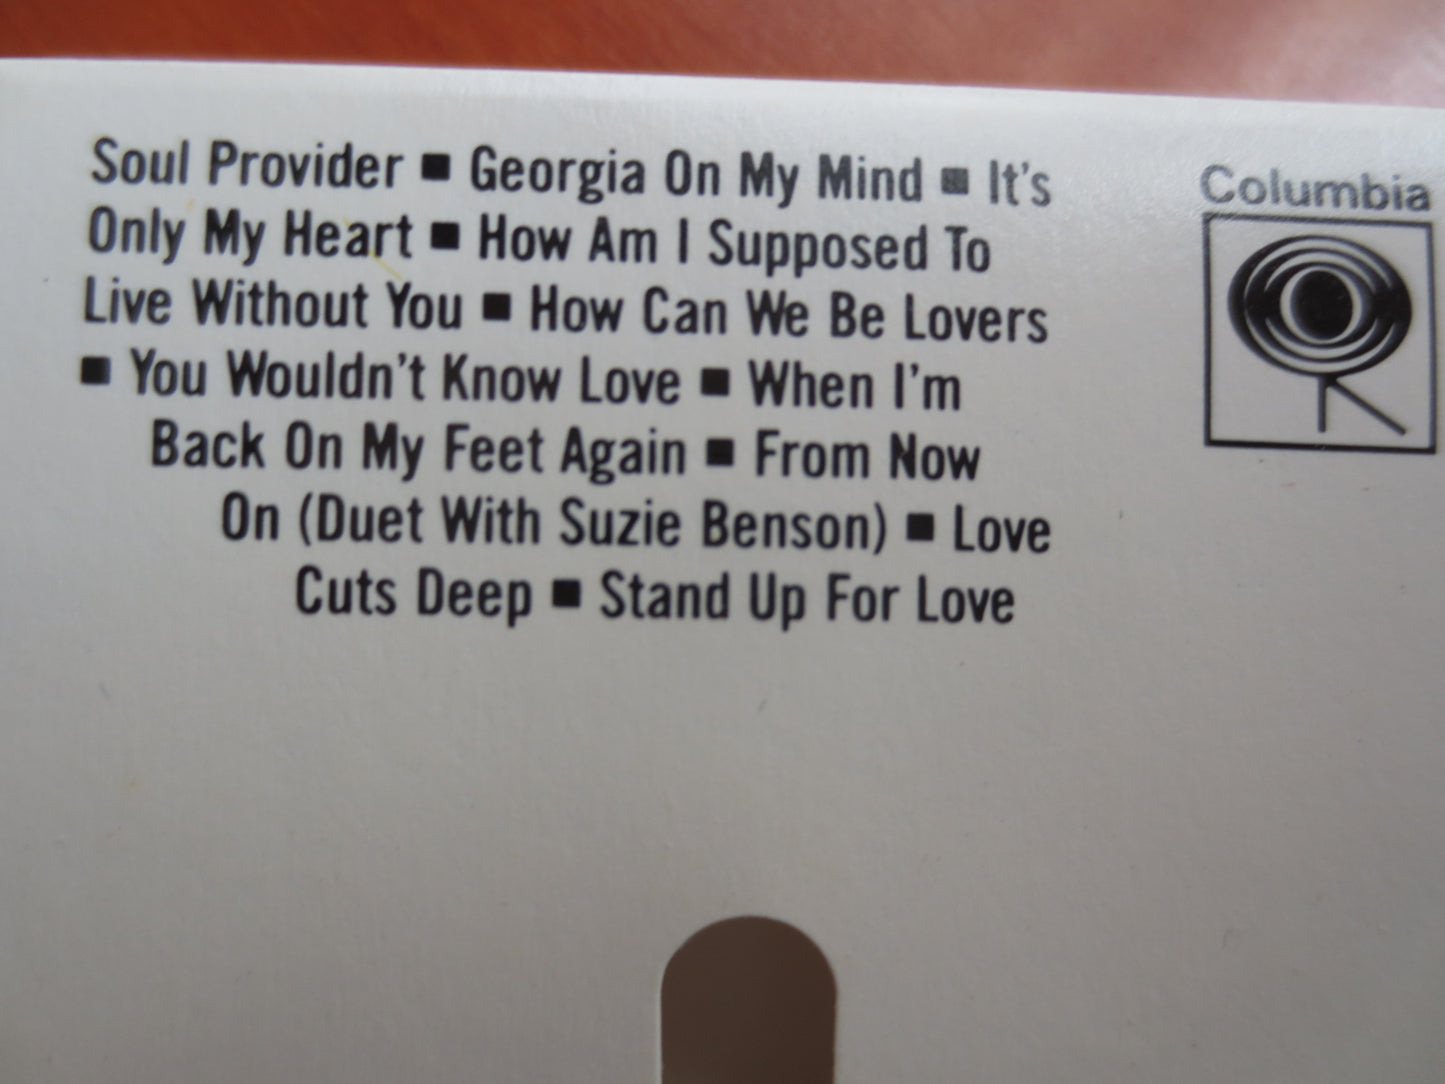 Soul Provider ■ Georgia On My Mind ■ It's
Only My Heart ■ How Am I Supposed To
Live Without You ■ How Can We Be Lovers
■ You Wouldn't Know Love ■ When I'm
Back On My Feet Again ■ From Now
On (Duet With Suzie Benson) ■ Love
Cuts Deep ■ Stand Up For Love
Columbia